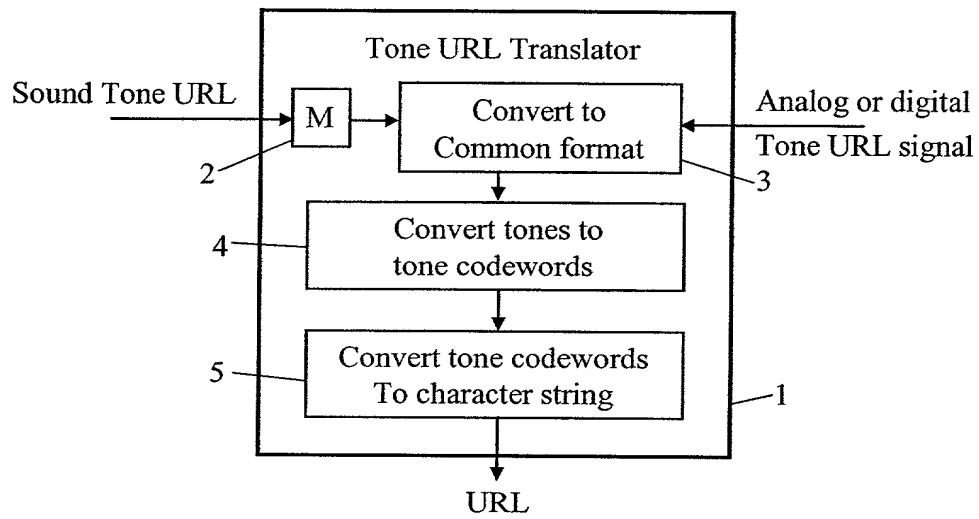 Tone URL Translator
Sound Tone URL
M
Convert to
Common format
Analog or digital
Tone URL signal
2
3
4
Convert tones to
tone codewords
5
Convert tone codewords
To character string
1
URL